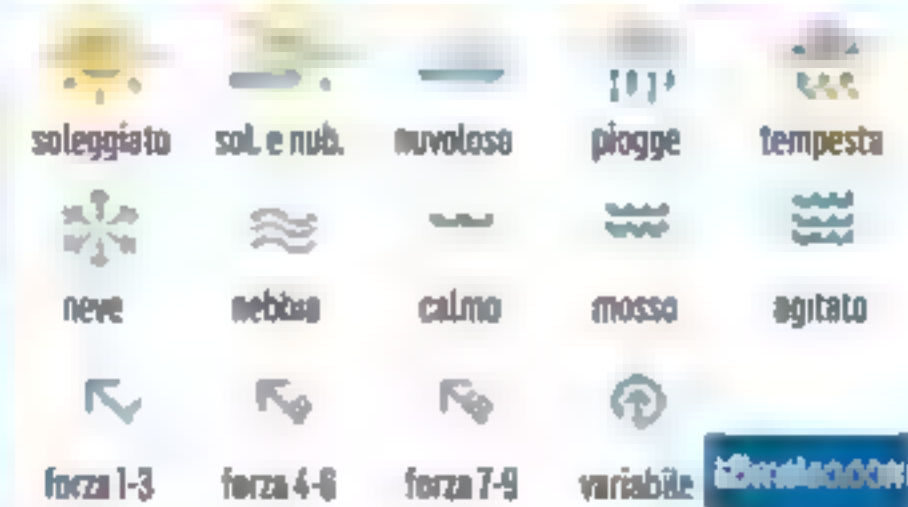 soleggiato sol. e nub. nuvoloso piogge tempesta
neve nebbia calmo mosso agitato
forza 1-3 forza 4-6 forza 7-9 variabile